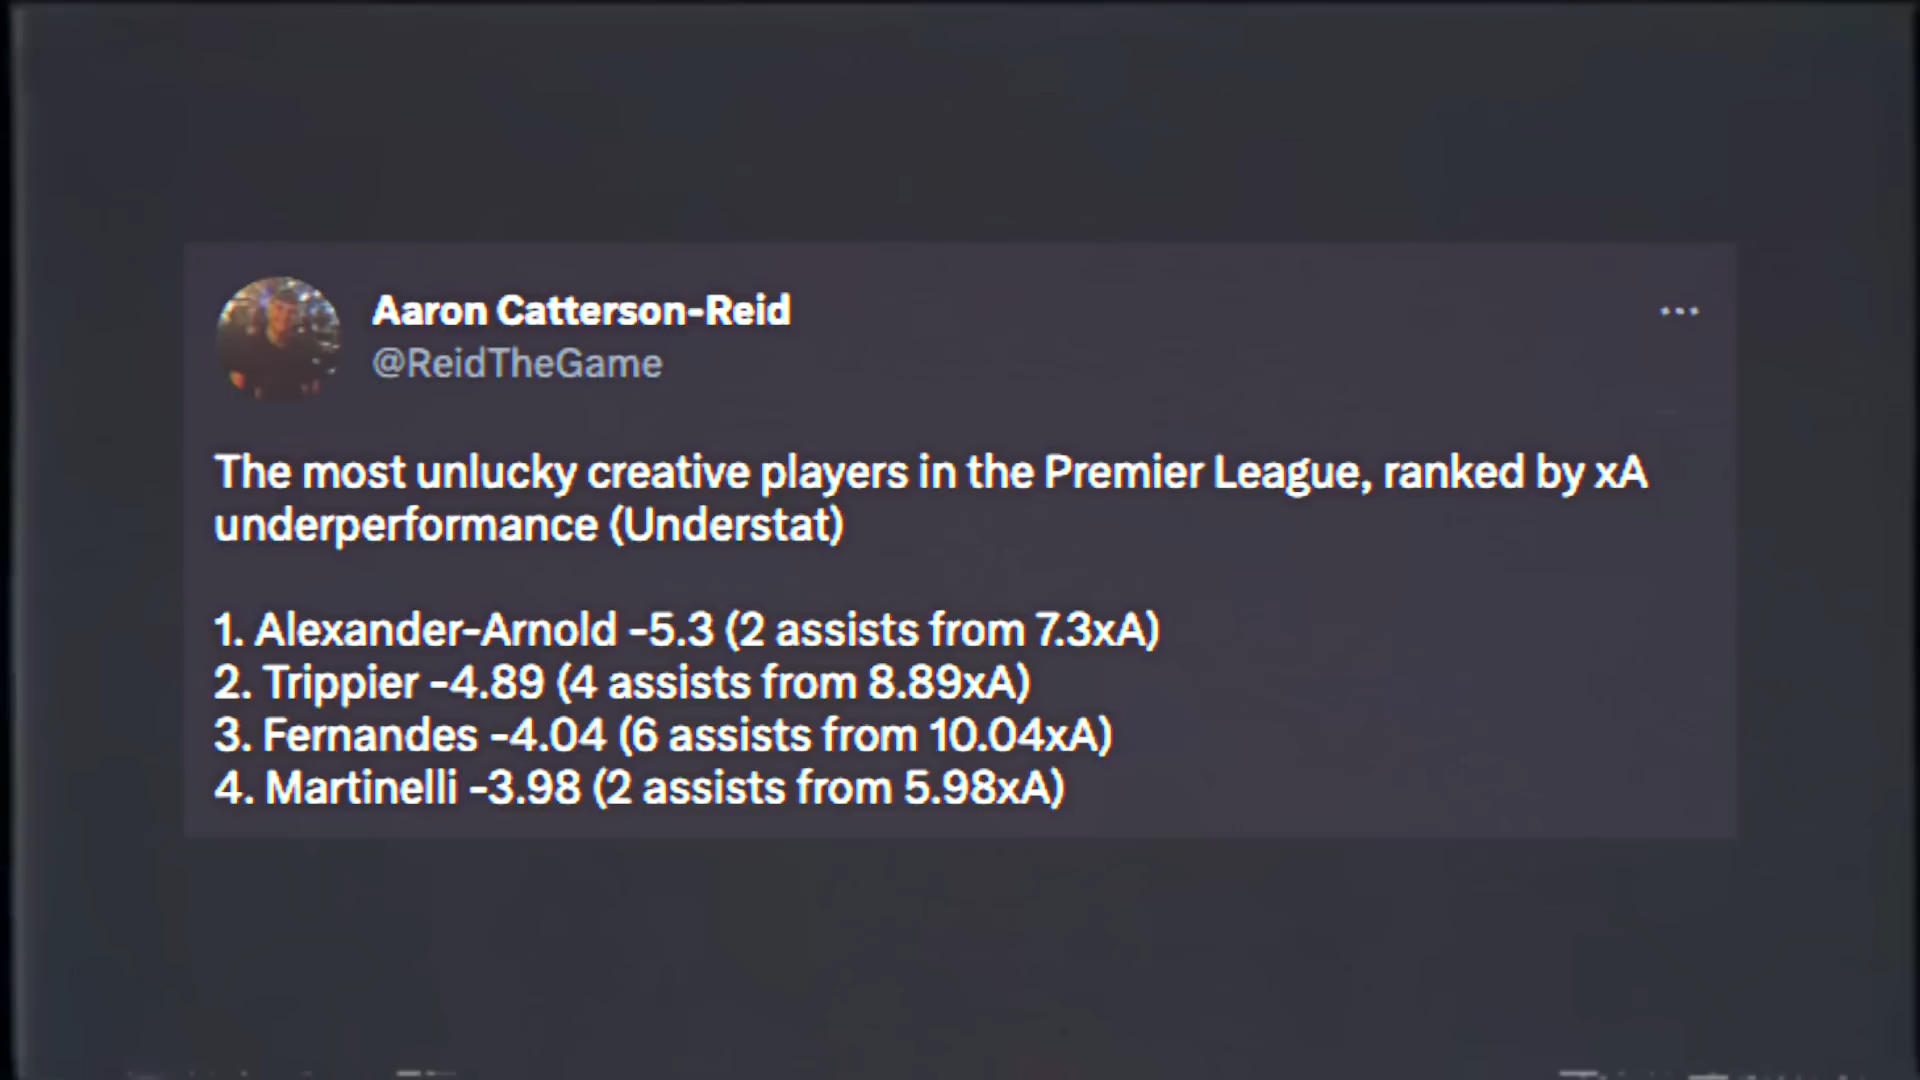 Aaron Catterson-Reid
@ReidTheGame
The most unlucky creative players in the Premier League, ranked by xA
underperformance (Understat)
1. Alexander-Arnold -5.3 (2 assists from 7.3xA)
2. Trippier -4.89 (4 assists from 8.89xA)
3. Fernandes -4.04 (6 assists from 10.04xA)
4. Martinelli -3.98 (2 assists from 5.98xA)